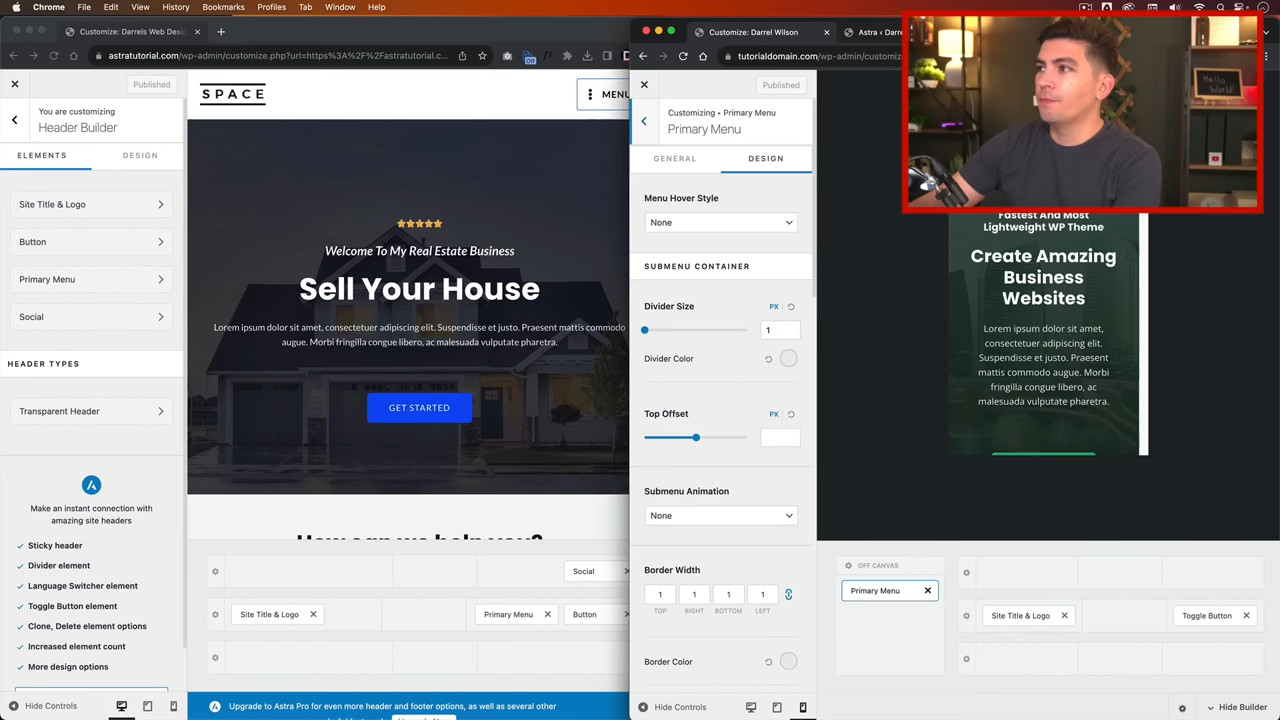 Chrome File Edit View History Bookmarks Profiles Tab Window Help
Customize: Darrels Web Desig
astratutorial.com/wp-admin/customize.php?url=https%3A%2F%2Fastratutorial.com%2
Published
You are customizing
Header Builder
ELEMENTS
DESIGN
Site Title & Logo
Button
Primary Menu
Social
HEADER TYPES
Transparent Header
Make an instant connection with
amazing site headers
Sticky header
Divider element
Language Switcher element
Toggle Button element
Clone, Delete element options
Increased element count
More design options
Hide Controls
SPACE
MENU
Welcome To My Real Estate Business
Sell Your House
Lorem ipsum dolor sit amet, consectetuer adipiscing elit. Suspendisse et justo. Praesent mattis commodo
augue. Morbi fringilla congue libero, ac malesuada vulputate pharetra.
GET STARTED
How can we help you?
Social
Site Title & Logo
Primary Menu
Button
Upgrade to Astra Pro for even more header and footer options, as well as several other
Customize: Darrel Wilson
Astra ‹ Darre
tutorialdomain.com/wp-admin/customize
Published
Customizing ▸ Primary Menu
Primary Menu
GENERAL
DESIGN
Menu Hover Style
None
SUBMENU CONTAINER
Divider Size
PX
1
Divider Color
Top Offset
PX
Submenu Animation
None
Border Width
1 1 1 1
TOP RIGHT BOTTOM LEFT
Border Color
Hide Controls
Hello
World!
Fastest And Most
Lightweight WP Theme
Create Amazing
Business
Websites
Lorem ipsum dolor sit amet,
consectetuer adipiscing elit.
Suspendisse et justo. Praesent
mattis commodo augue. Morbi
fringilla congue libero, ac
malesuada vulputate pharetra.
OFF CANVAS
Primary Menu
Site Title & Logo
Toggle Button
Hide Builder